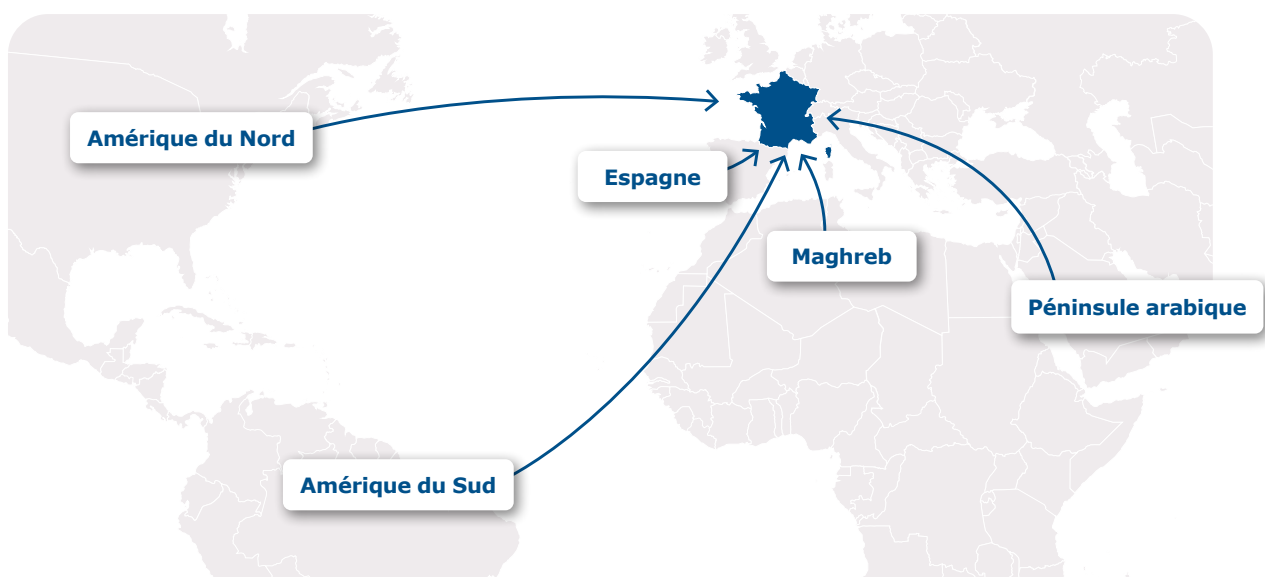 Amérique du Nord
Espagne
Maghreb
Péninsule arabique
Amérique du Sud